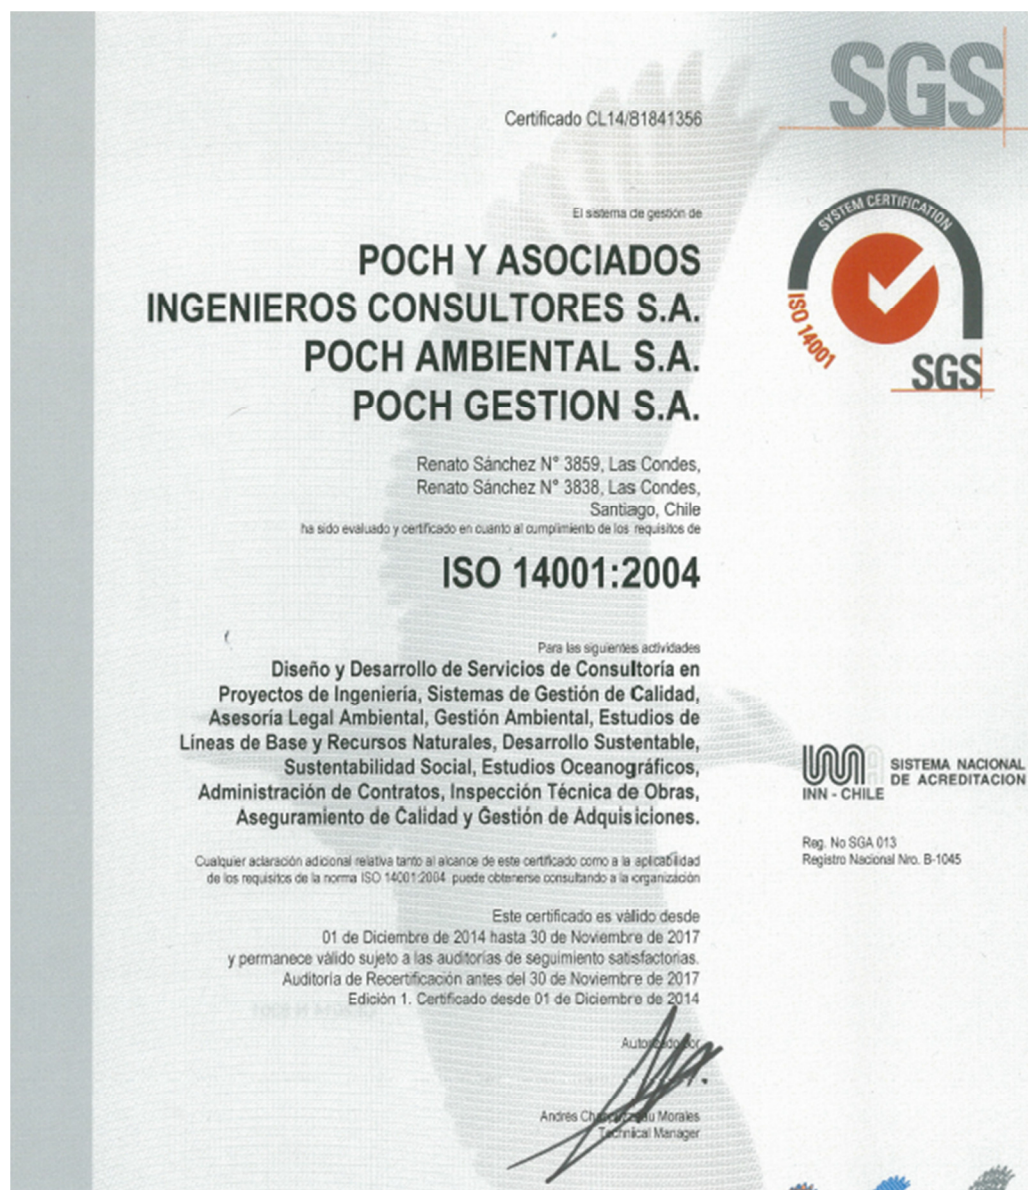 SGS
Certificado CL14/81841356
SYSTEM CERTIFICATION
ISO 14001
SGS
El sistema de gestión de
POCH Y ASOCIADOS
INGENIEROS CONSULTORES S.A.
POCH AMBIENTAL S.A.
POCH GESTION S.A.
Renato Sánchez N° 3859, Las Condes,
Renato Sánchez N° 3838, Las Condes,
Santiago, Chile
ha sido evaluado y certificado en cuanto al cumplimiento de los requisitos de
ISO 14001:2004
Para las siguientes actividades
Diseño y Desarrollo de Servicios de Consultoría en
Proyectos de Ingeniería, Sistemas de Gestión de Calidad,
Asesoría Legal Ambiental, Gestión Ambiental, Estudios de
Líneas de Base y Recursos Naturales, Desarrollo Sustentable,
Sustentabilidad Social, Estudios Oceanográficos,
Administración de Contratos, Inspección Técnica de Obras,
Aseguramiento de Calidad y Gestión de Adquisiciones.
INN - CHILE
SISTEMA NACIONAL
DE ACREDITACION
Reg. No SGA 013
Registro Nacional Nro. B-1045
Cualquier aclaración adicional relativa tanto al alcance de este certificado como a la aplicabilidad
de los requisitos de la norma ISO 14001:2004 puede obtenerse consultando a la organización
Este certificado es válido desde
01 de Diciembre de 2014 hasta 30 de Noviembre de 2017
y permanece válido sujeto a las auditorías de seguimiento satisfactorias.
Auditoría de Recertificación antes del 30 de Noviembre de 2017
Edición 1. Certificado desde 01 de Diciembre de 2014
Autorizado por
Andrés Morales
Technical Manager